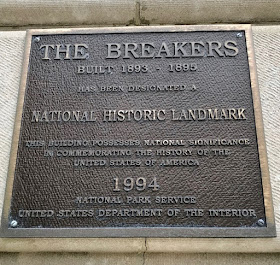 THE BREAKERS
BUILT 1893 - 1895
HAS BEEN DESIGNATED A
NATIONAL HISTORIC LANDMARK
THIS BUILDING POSSESSES NATIONAL SIGNIFICANCE
IN COMMEMORATING THE HISTORY OF THE
UNITED STATES OF AMERICA
1994
NATIONAL PARK SERVICE
UNITED STATES DEPARTMENT OF THE INTERIOR